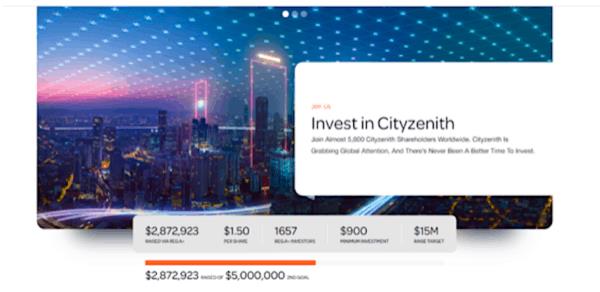 JOIN US
Invest in Cityzenith
Join Almost 5,800 Cityzenith Shareholders Worldwide. Cityzenith Is
Grabbing Global Attention, And There's Never Been A Better Time To Invest.
$2,872,923 $1.50 1657 $900 $15M
RAISED VIA REG A+ PER SHARE REG A+ INVESTORS MINIMUM INVESTMENT RAISE TARGET
$2,872,923 RAISED OF $5,000,000 2ND GOAL